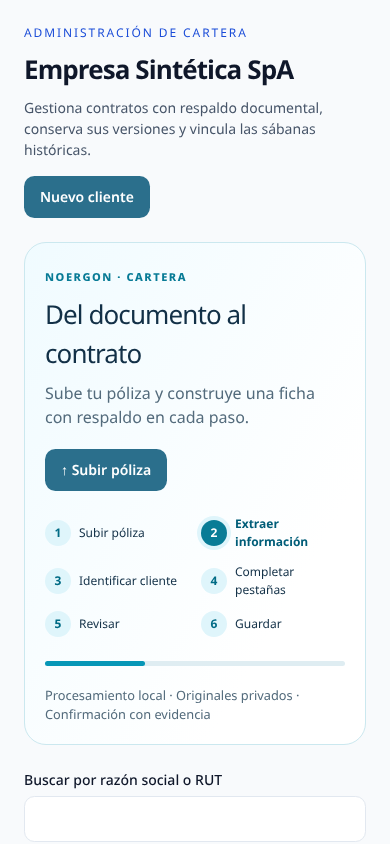 ADMINISTRACIÓN DE CARTERA
Empresa Sintética SpA
Gestiona contratos con respaldo documental,
conserva sus versiones y vincula las sábanas
históricas.
Nuevo cliente
NOERGON · CARTERA
Del documento al
contrato
Sube tu póliza y construye una ficha
con respaldo en cada paso.
↑ Subir póliza
1 Subir póliza
2 Extraer
información
3 Identificar cliente
4 Completar
pestañas
5 Revisar
6 Guardar
Procesamiento local · Originales privados ·
Confirmación con evidencia
Buscar por razón social o RUT